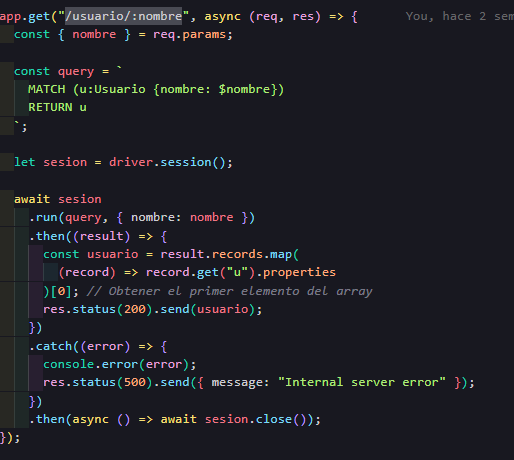 app.get("/usuario/:nombre", async (req, res) => { You, hace 2 sem
const { nombre } = req.params;
const query = `
MATCH (u:Usuario {nombre: $nombre})
RETURN u
`;
let sesion = driver.session();
await sesion
.run(query, { nombre: nombre })
.then((result) => {
const usuario = result.records.map(
(record) => record.get("u").properties
)[0]; // Obtener el primer elemento del array
res.status(200).send(usuario);
})
.catch((error) => {
console.error(error);
res.status(500).send({ message: "Internal server error" });
})
.then(async () => await sesion.close());
});